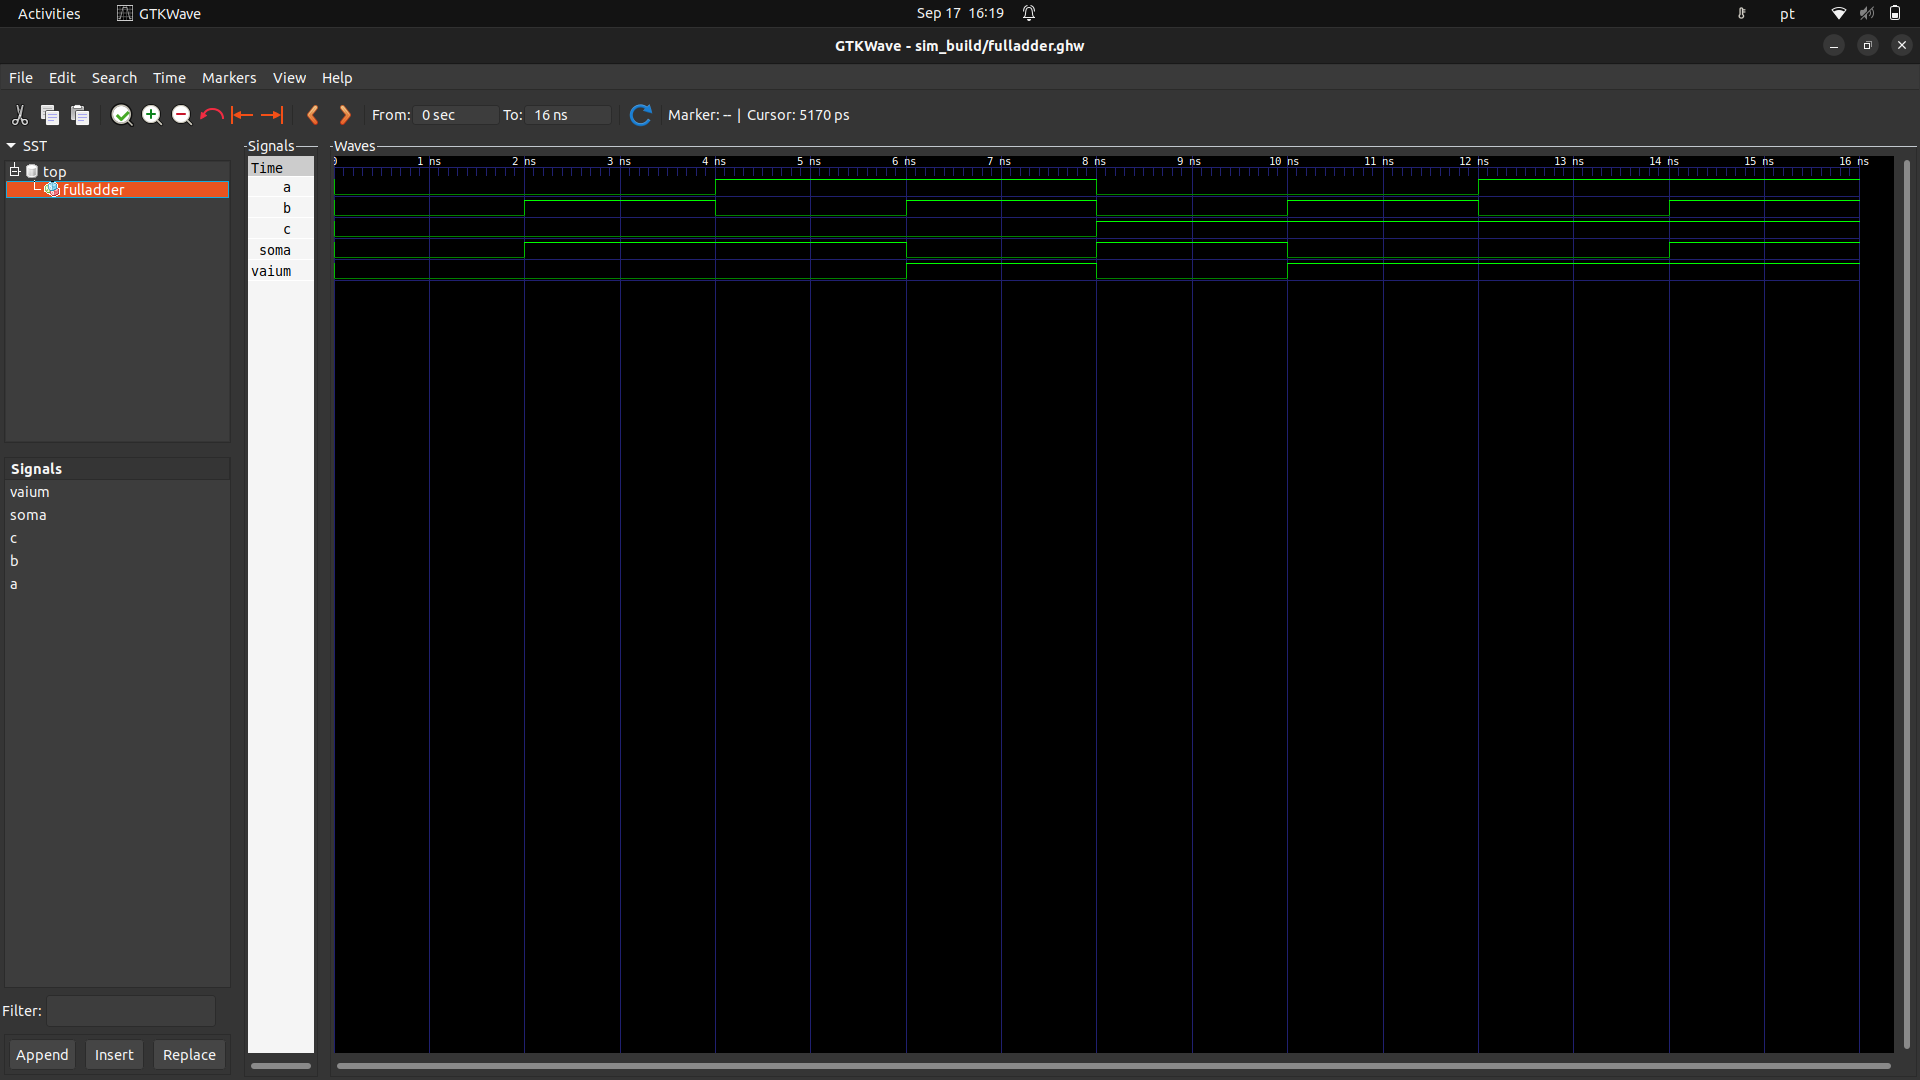 Activities GTKWave Sep 17 16:19 pt
GTKWave - sim_build/fulladder.ghw
File Edit Search Time Markers View Help
From: 0 sec To: 16 ns Marker: -- | Cursor: 5170 ps
SST
top
fulladder
Signals
vaium
soma
c
b
a
Filter:
Append Insert Replace
Signals
Time
a
b
c
soma
vaium
Waves
0 1 ns 2 ns 3 ns 4 ns 5 ns 6 ns 7 ns 8 ns 9 ns 10 ns 11 ns 12 ns 13 ns 14 ns 15 ns 16 ns